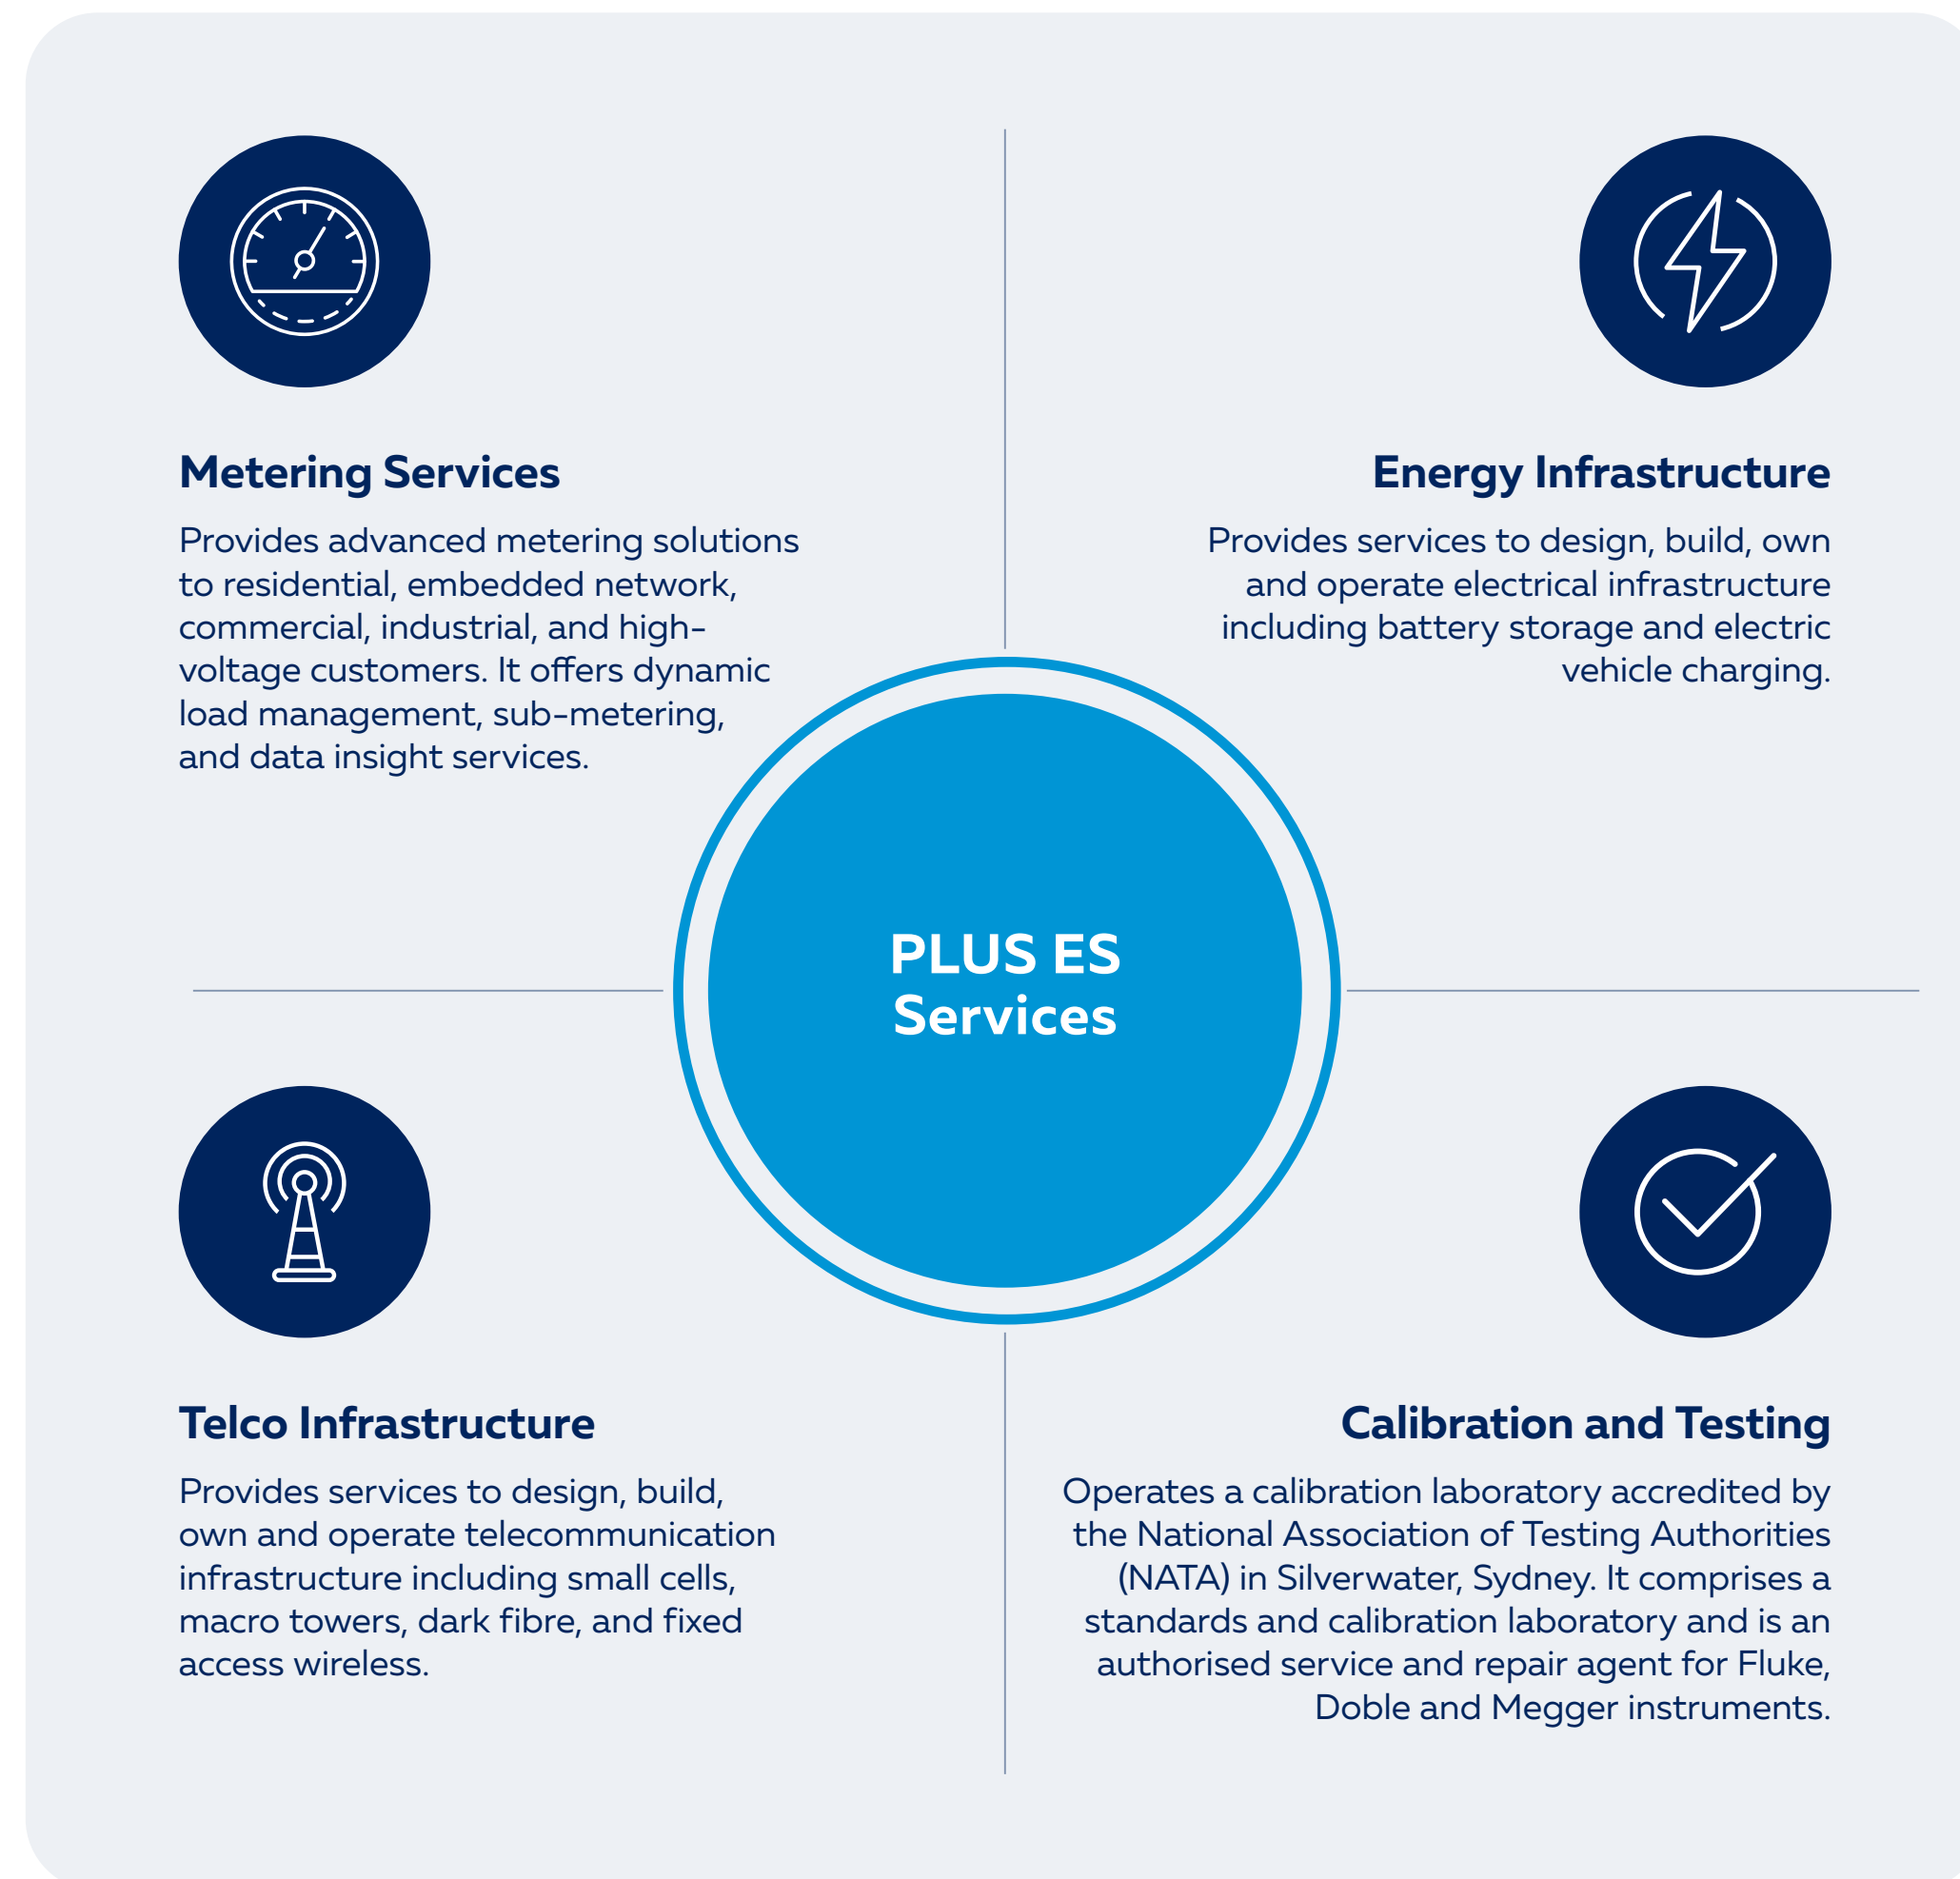 Metering Services
Provides advanced metering solutions
to residential, embedded network,
commercial, industrial, and high-
voltage customers. It offers dynamic
load management, sub-metering,
and data insight services.
Energy Infrastructure
Provides services to design, build, own
and operate electrical infrastructure
including battery storage and electric
vehicle charging.
PLUS ES
Services
Telco Infrastructure
Provides services to design, build,
own and operate telecommunication
infrastructure including small cells,
macro towers, dark fibre, and fixed
access wireless.
Calibration and Testing
Operates a calibration laboratory accredited by
the National Association of Testing Authorities
(NATA) in Silverwater, Sydney. It comprises a
standards and calibration laboratory and is an
authorised service and repair agent for Fluke,
Doble and Megger instruments.